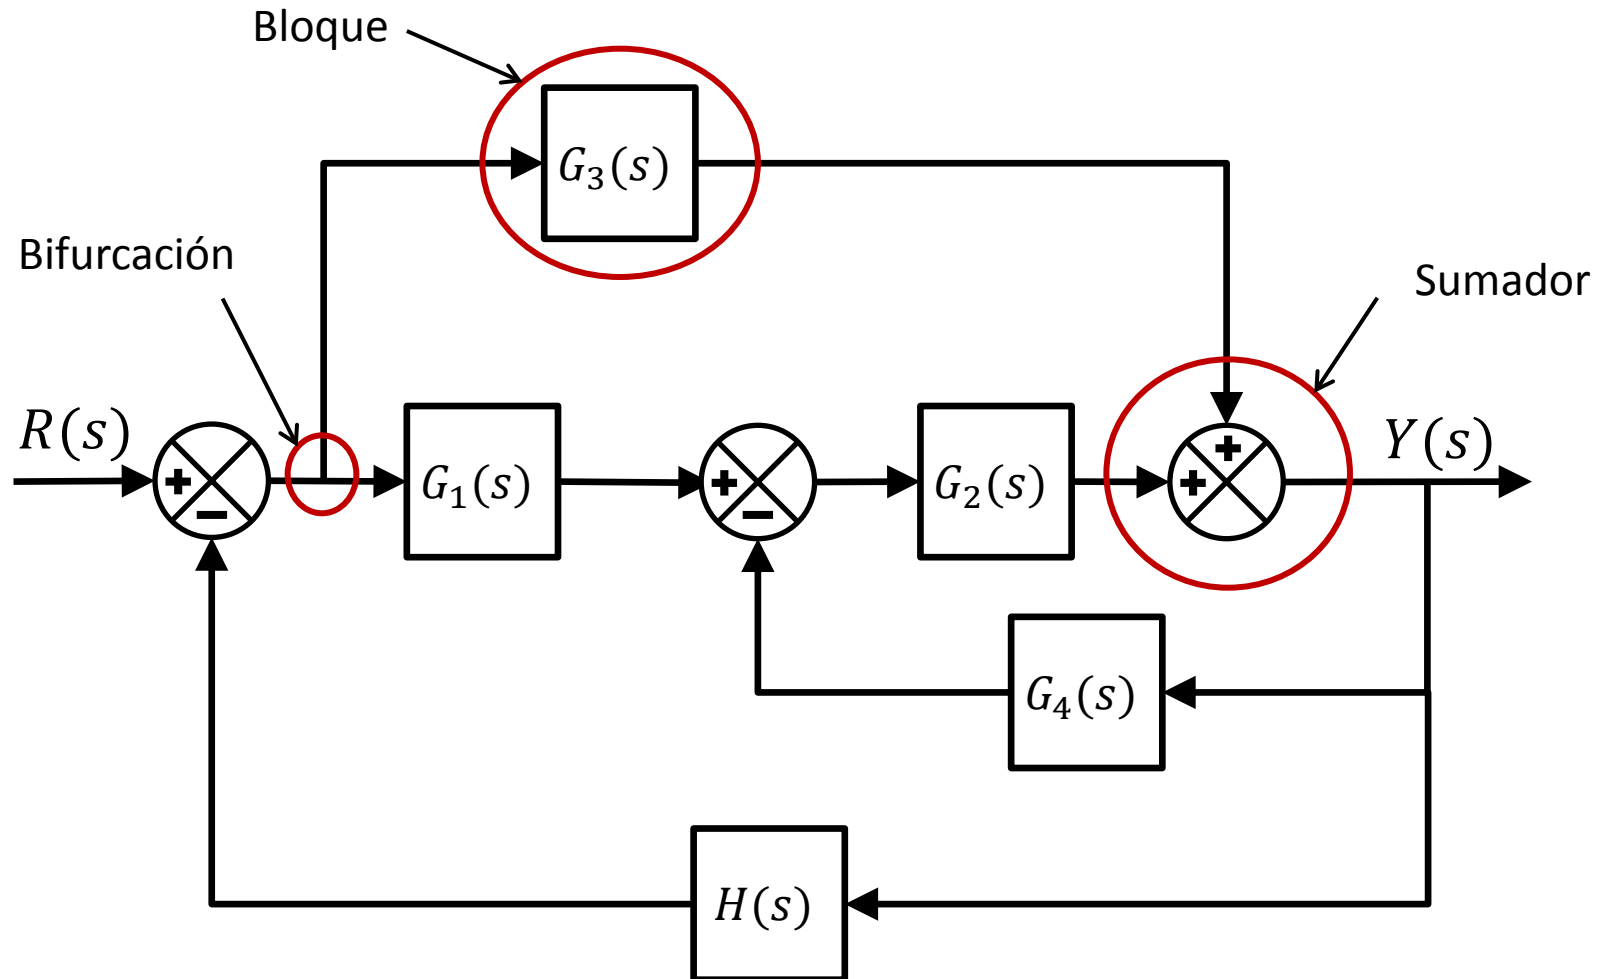 Bloque
G₃(s)
Bifurcación
Sumador
R(s)
+
−
G₁(s)
+
−
G₂(s)
+
+
Y(s)
G₄(s)
H(s)